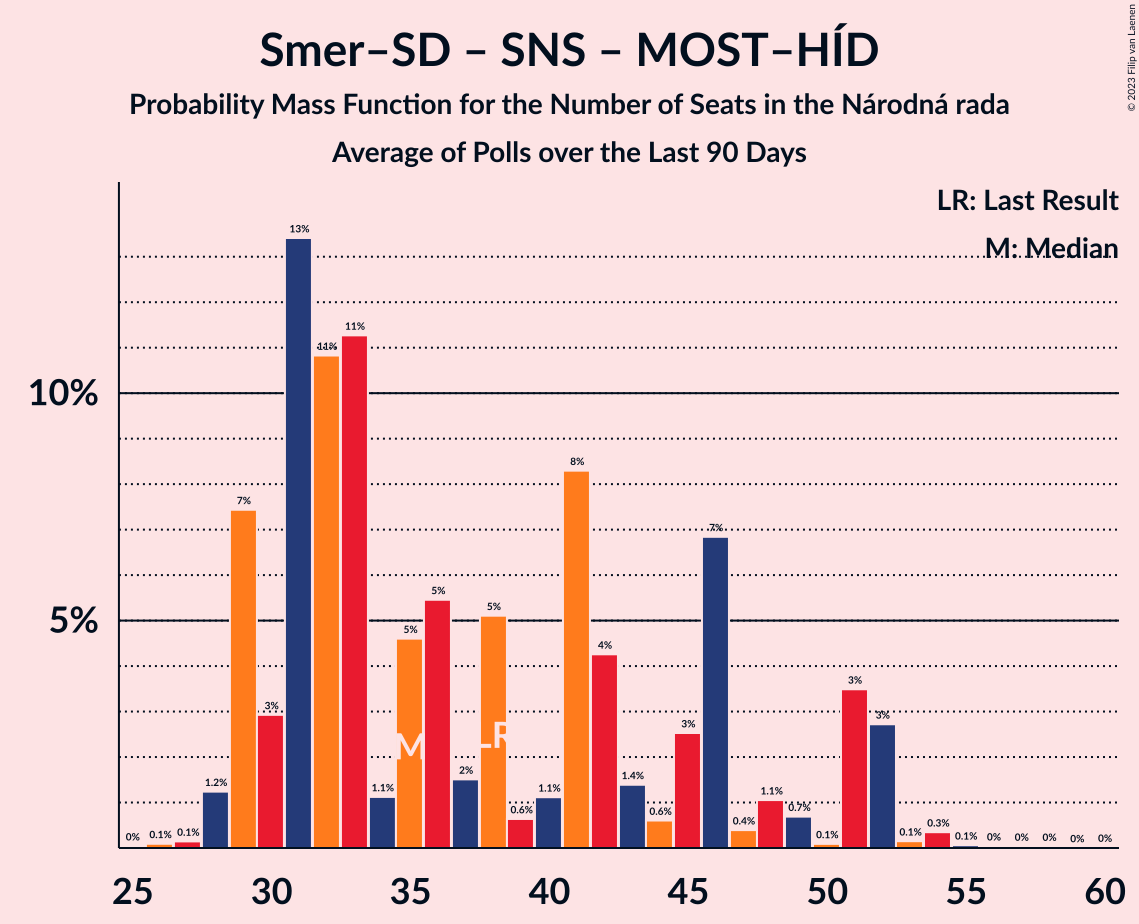 Smer–SD – SNS – MOST–HÍD
Probability Mass Function for the Number of Seats in the Národná rada
Average of Polls over the Last 90 Days
© 2023 Filip van Laenen
LR: Last Result
M: Median
10%
5%
0% 0.1% 0.1% 1.2% 7% 3% 13% 11% 11% 1.1% 5% 5% 2% 5% 0.6% 1.1% 8% 4% 1.4% 0.6% 3% 7% 0.4% 1.1% 0.7% 0.1% 3% 3% 0.1% 0.3% 0.1% 0% 0% 0% 0% 0%
M LR
25 30 35 40 45 50 55 60